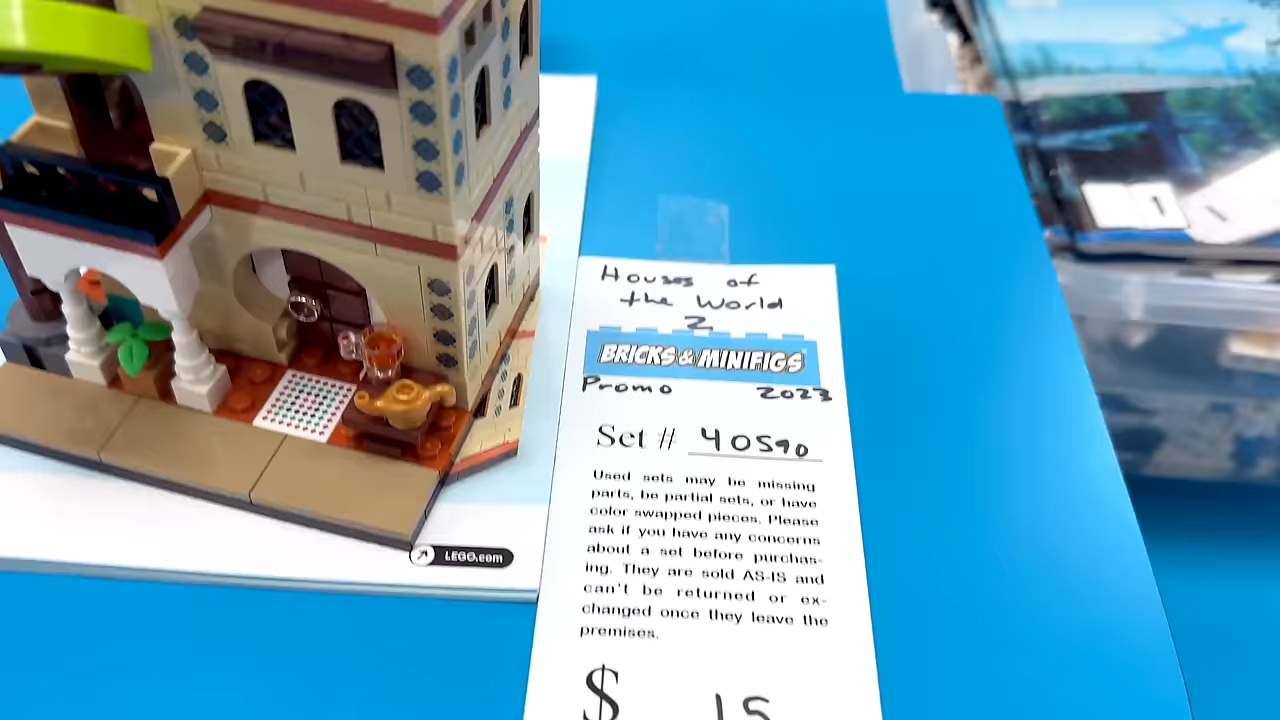 Houses of
the World
2
BRICKS & MINIFIGS
Promo 2023
Set # 40590
Used sets may be missing
parts, be partial sets, or have
color swapped pieces. Please
ask if you have any concerns
about a set before purchas-
ing. They are sold AS-IS and
can't be returned or ex-
changed once they leave the
premises.
$ 15
LEGO.com
1